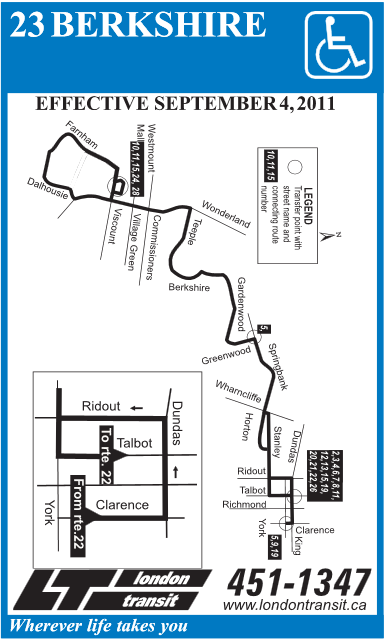 23 BERKSHIRE
EFFECTIVE SEPTEMBER 4, 2011
Farnham
Dalhousie
Westmount
Mall
10,11,15,24, 28
Viscount
Village Green
Commissioners
Wonderland
Teeple
Berkshire
LEGEND
Transfer point with
street name and
connecting route
number
10,11,15
N
Gardenwood
5
Greenwood
Springbank
Wharncliffe
Horton
Stanley
Dundas
2,3,4,6,7,8,11,
12,13,15,19,
20,21,22,26
Ridout
Talbot
Richmond
Clarence
York
King
5,9,19
Ridout
Dundas
Talbot
To rte. 22
From rte.22
Clarence
York
LT london
transit
451-1347
www.londontransit.ca
Wherever life takes you